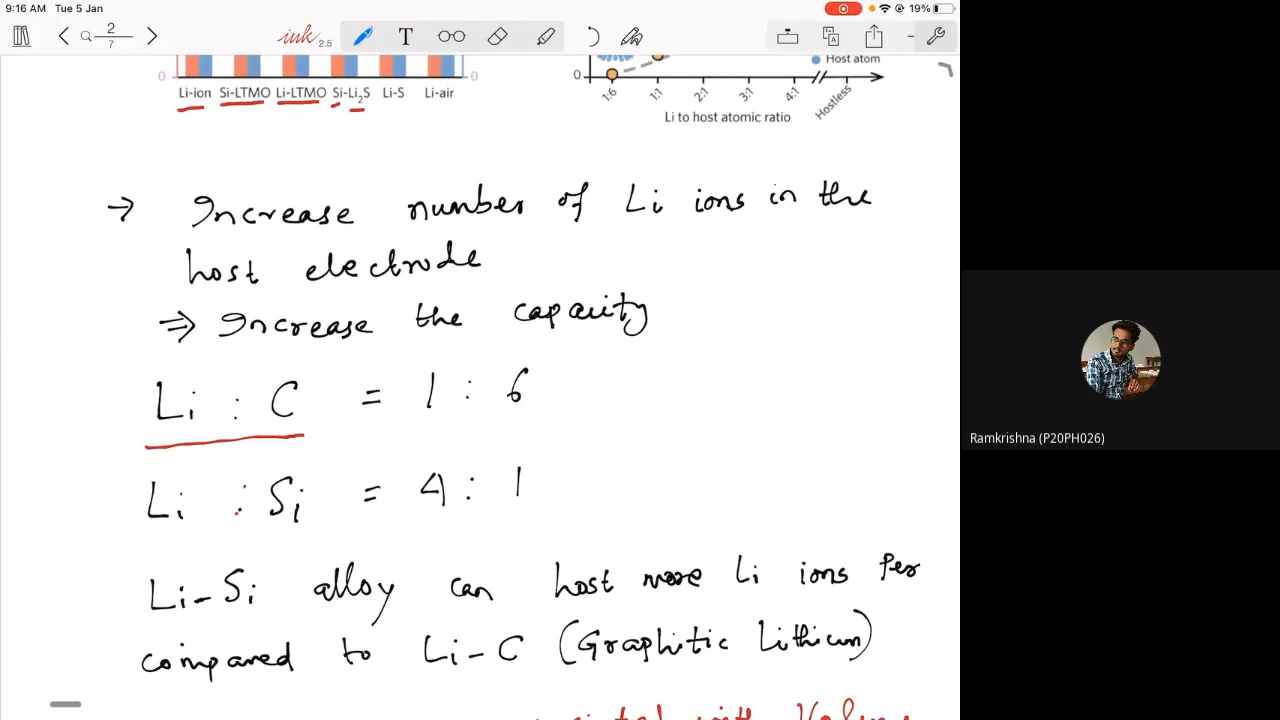 9:16 AM Tue 5 Jan
19%
2
7
ink 2.5
T
0
0
Li-ion Si-LTMO Li-LTMO Si-Li₂S Li-S Li-air
0
Host atom
1:6 1:1 2:1 3:1 4:1 Hostless
Li to host atomic ratio
→ Increase number of Li ions in the
host electrode
⇒ Increase the capacity
Li : C = 1 : 6
Li : Si = 4 : 1
Li-Si alloy can host more Li ions per
compared to Li-C (Graphitic Lithium)
with
Ramkrishna (P20PH026)